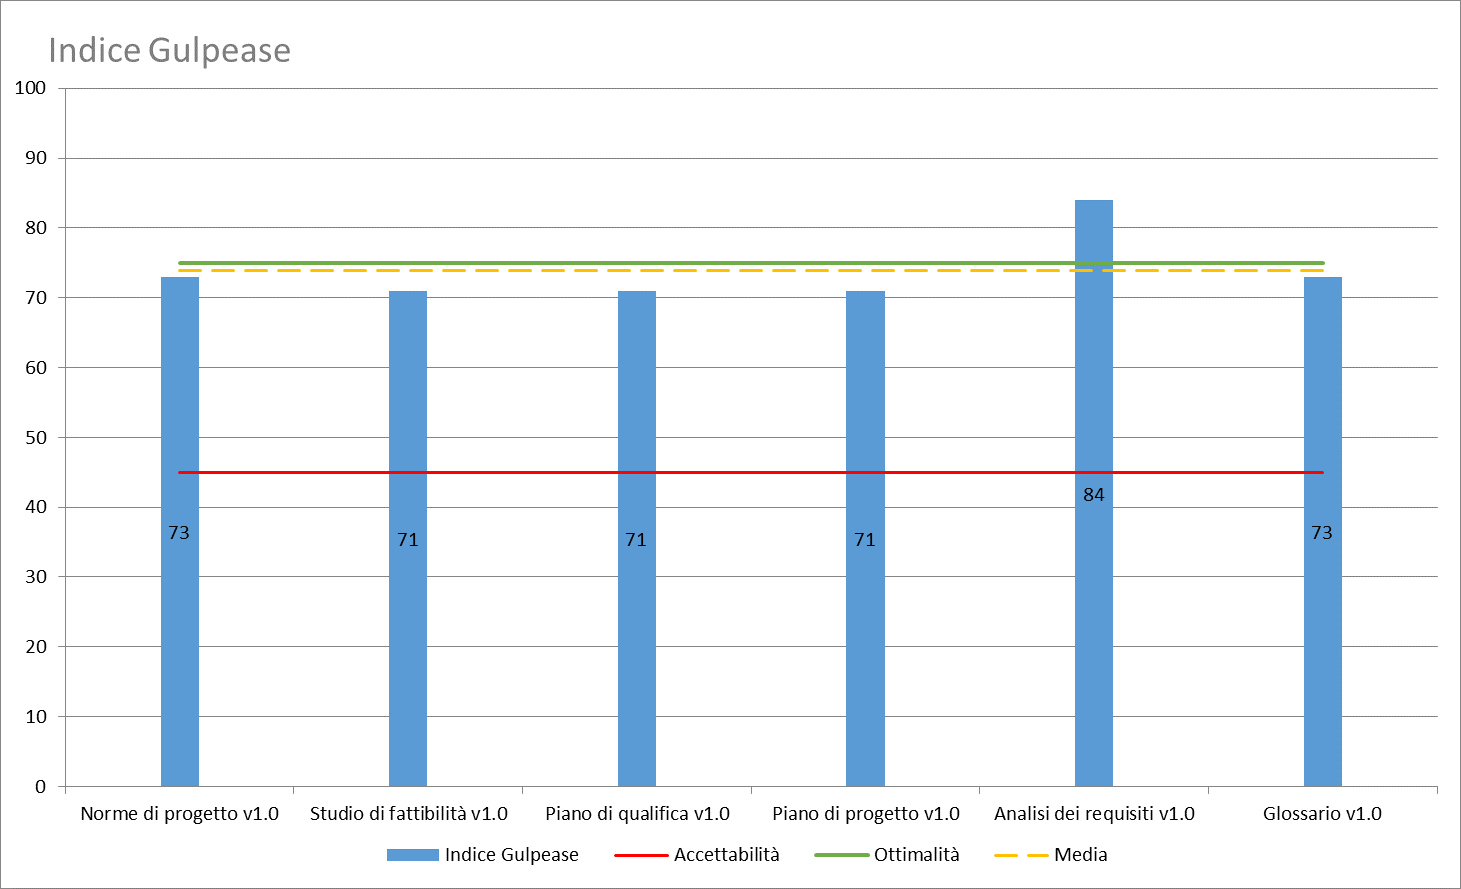 Indice Gulpease
100
90
80
70
60
50
40
30
20
10
0
73
71
71
71
84
73
Norme di progetto v1.0
Studio di fattibilità v1.0
Piano di qualifica v1.0
Piano di progetto v1.0
Analisi dei requisiti v1.0
Glossario v1.0
Indice Gulpease
Accettabilità
Ottimalità
Media